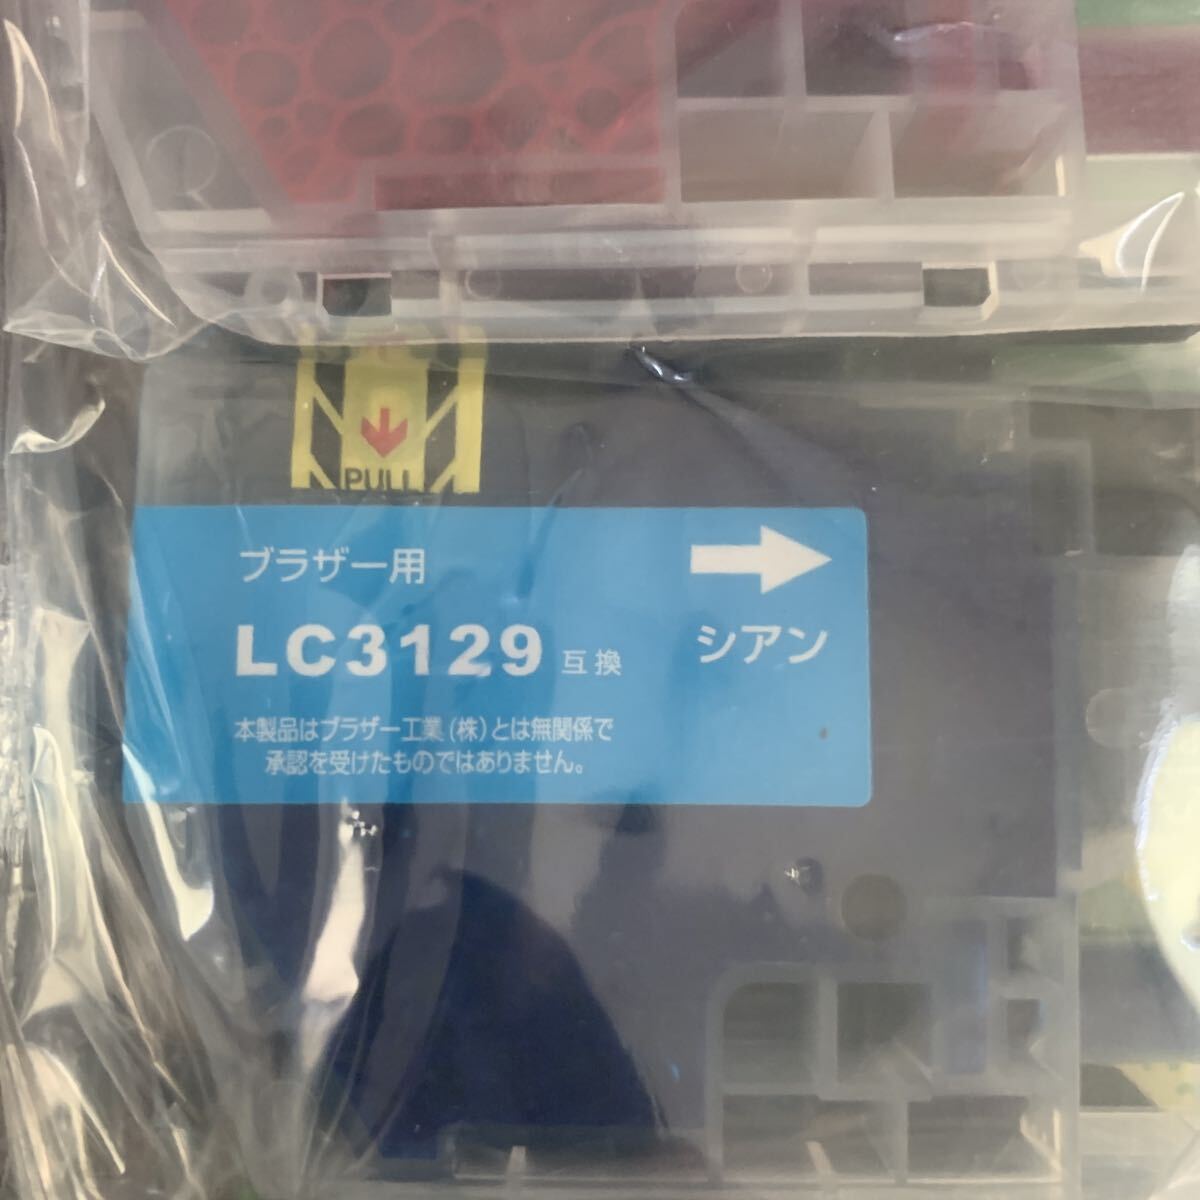 PULL
ブラザー用
LC3129 互換
シアン
本製品はブラザー工業(株)とは無関係で
承認を受けたものではありません。